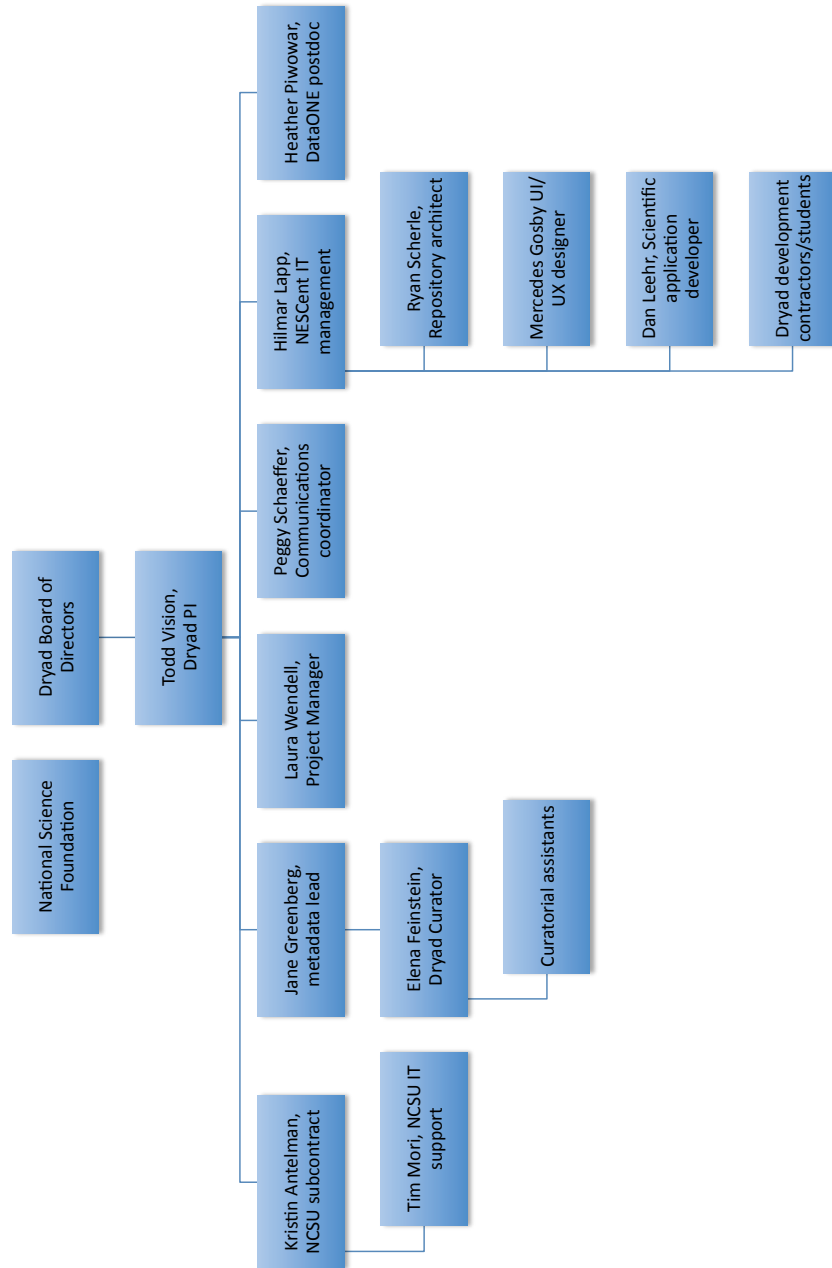 National Science
Foundation
Dryad Board of
Directors
Todd Vision,
Dryad PI
Kristin Antelman,
NCSU subcontract
Jane Greenberg,
metadata lead
Laura Wendell,
Project Manager
Peggy Schaeffer,
Communications
coordinator
Hilmar Lapp,
NESCent IT
management
Heather Piwowar,
DataONE postdoc
Tim Mori, NCSU IT
support
Elena Feinstein,
Dryad Curator
Ryan Scherle,
Repository architect
Curatorial assistants
Mercedes Gosby UI/
UX designer
Dan Leehr, Scientific
application
developer
Dryad development
contractors/students